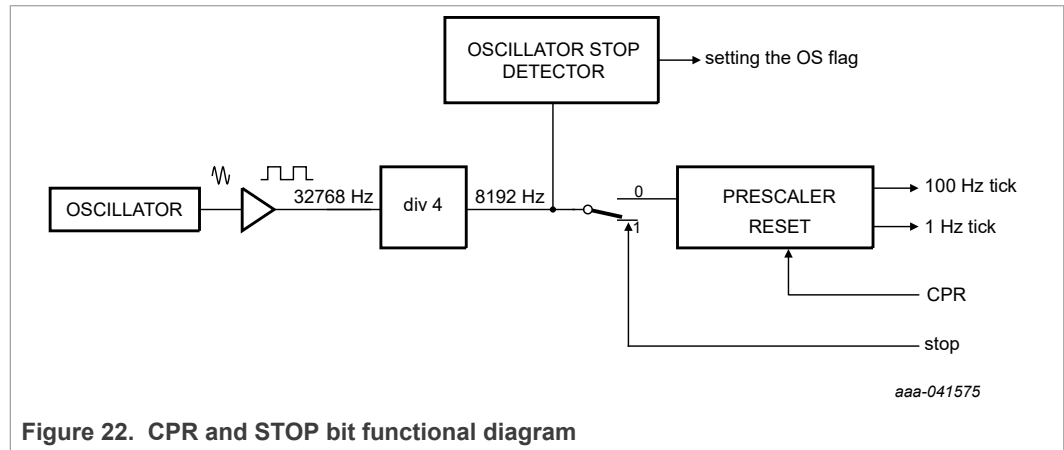 OSCILLATOR STOP
DETECTOR
setting the OS flag
OSCILLATOR
32768 Hz
div 4
8192 Hz
0
1
PRESCALER
RESET
100 Hz tick
1 Hz tick
CPR
stop
aaa-041575
Figure 22. CPR and STOP bit functional diagram